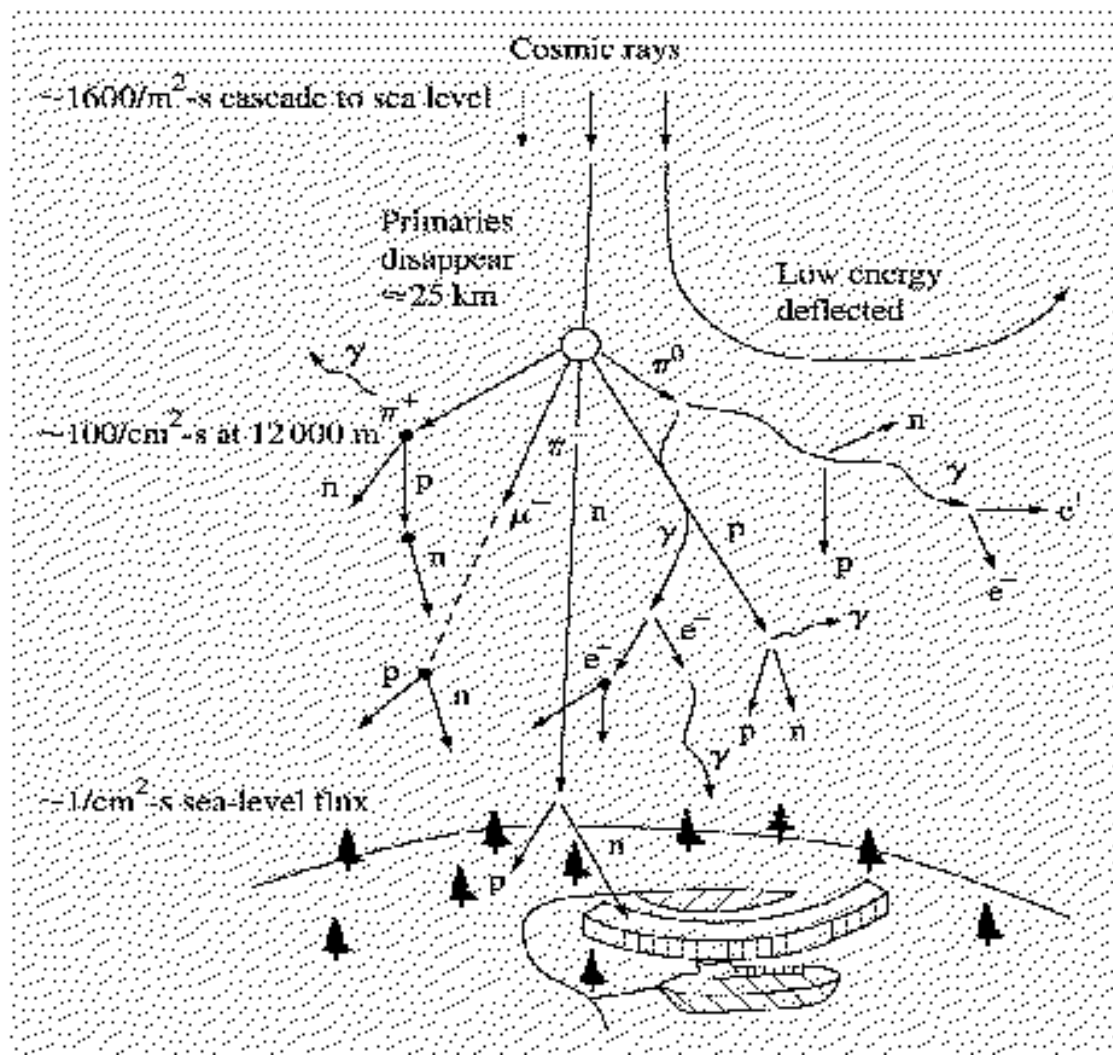 Cosmic rays
~1600/m²-s cascade to sea level
Primaries
disappear
~25 km
Low energy
deflected
γ
π⁰
π⁺
~100/cm²-s at 12 000 m
π
n
n
p
μ⁻
n
γ
p
γ
n
p
e⁻
e⁻
e⁻
γ
p
n
p
n
γ
~1/cm²-s sea-level flux
n
p